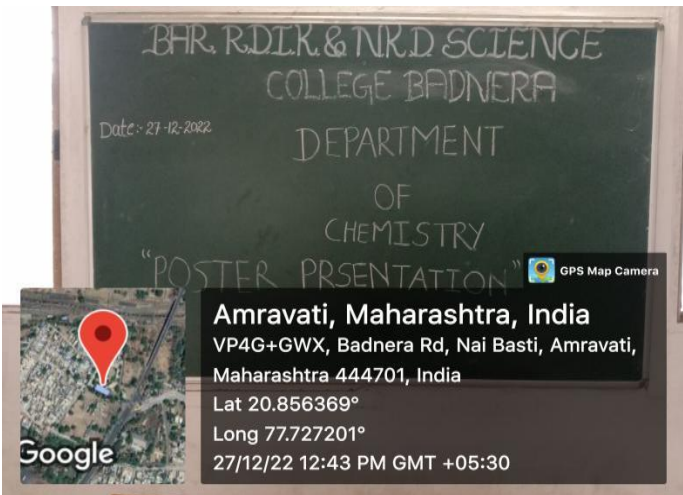 BHR. R.D.I.K. & N.K.D. SCIENCE
COLLEGE BADNERA
Date:- 27-12-2022
DEPARTMENT
OF
CHEMISTRY
"POSTER PRSENTATION"
GPS Map Camera
Amravati, Maharashtra, India
VP4G+GWX, Badnera Rd, Nai Basti, Amravati,
Maharashtra 444701, India
Lat 20.856369°
Long 77.727201°
27/12/22 12:43 PM GMT +05:30
Google